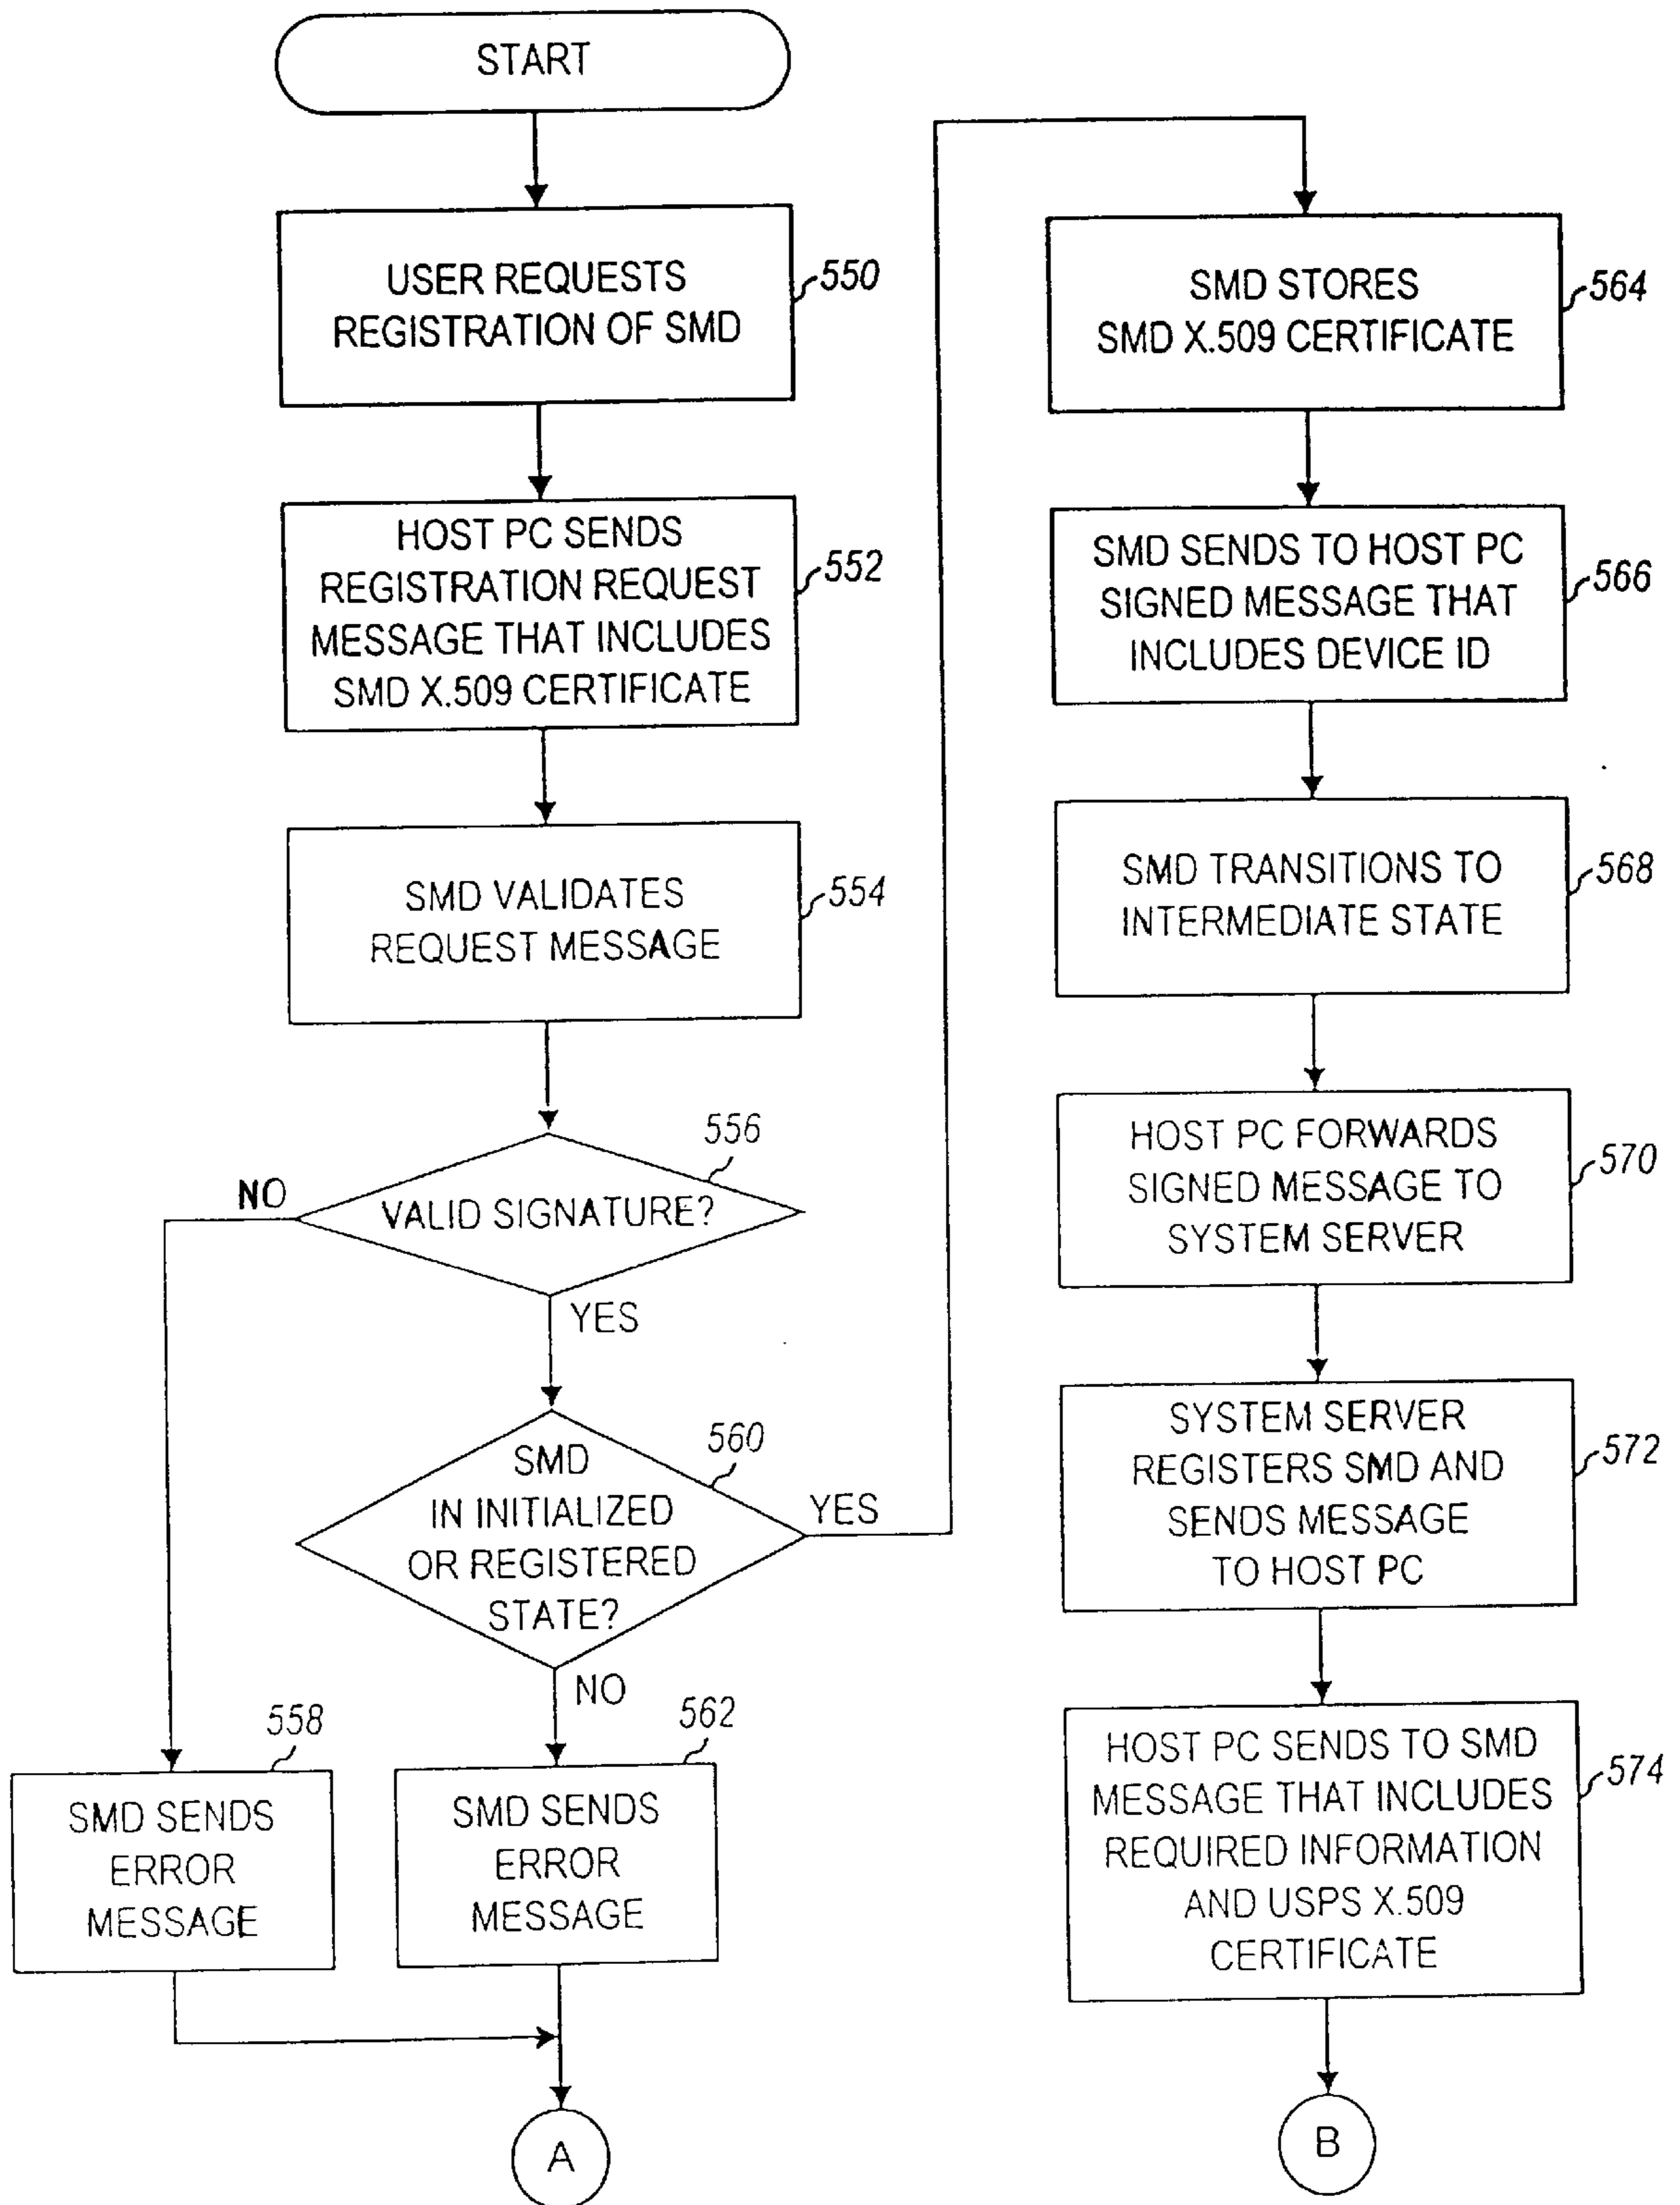 START
USER REQUESTS
REGISTRATION OF SMD
550
HOST PC SENDS
REGISTRATION REQUEST
MESSAGE THAT INCLUDES
SMD X.509 CERTIFICATE
552
SMD VALIDATES
REQUEST MESSAGE
554
556
VALID SIGNATURE?
NO
YES
560
SMD
IN INITIALIZED
OR REGISTERED
STATE?
YES
NO
558
SMD SENDS
ERROR
MESSAGE
562
SMD SENDS
ERROR
MESSAGE
A
SMD STORES
SMD X.509 CERTIFICATE
564
SMD SENDS TO HOST PC
SIGNED MESSAGE THAT
INCLUDES DEVICE ID
566
SMD TRANSITIONS TO
INTERMEDIATE STATE
568
HOST PC FORWARDS
SIGNED MESSAGE TO
SYSTEM SERVER
570
SYSTEM SERVER
REGISTERS SMD AND
SENDS MESSAGE
TO HOST PC
572
HOST PC SENDS TO SMD
MESSAGE THAT INCLUDES
REQUIRED INFORMATION
AND USPS X.509
CERTIFICATE
574
B